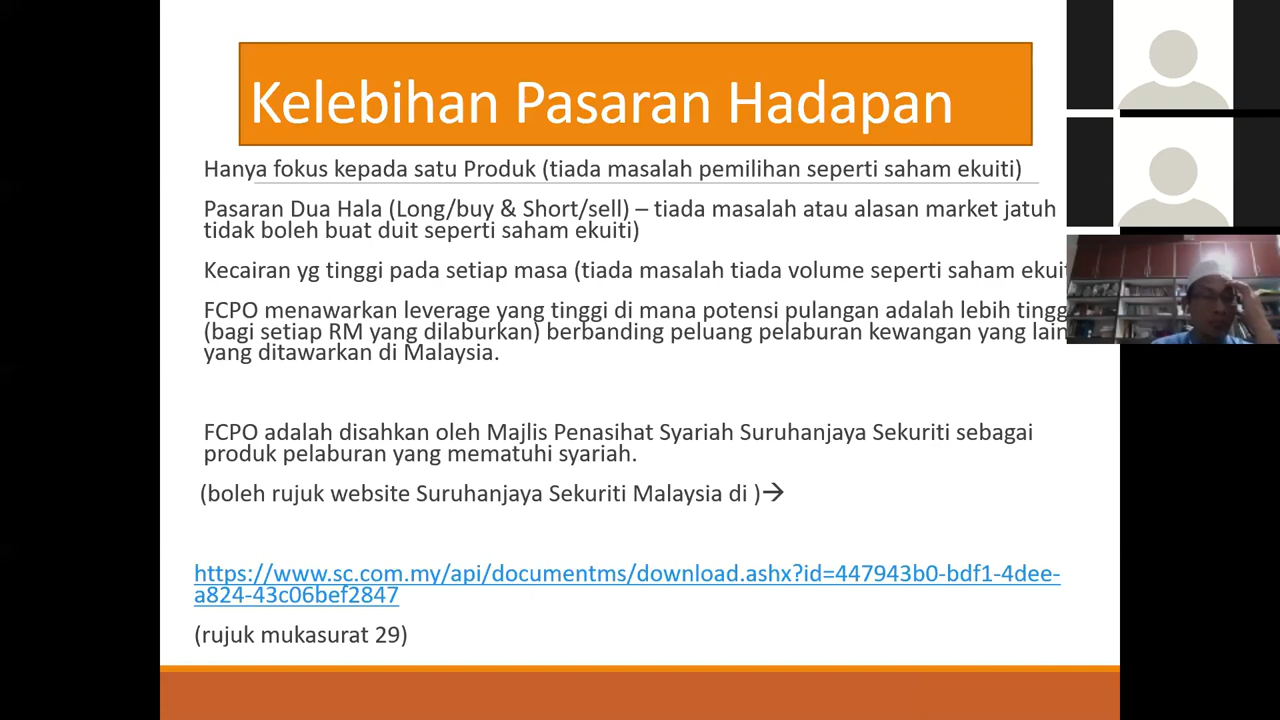 Kelebihan Pasaran Hadapan
Hanya fokus kepada satu Produk (tiada masalah pemilihan seperti saham ekuiti)
Pasaran Dua Hala (Long/buy & Short/sell) – tiada masalah atau alasan market jatuh
tidak boleh buat duit seperti saham ekuiti)
Kecairan yg tinggi pada setiap masa (tiada masalah tiada volume seperti saham
FCPO menawarkan leverage yang tinggi di mana potensi pulangan adalah lebih
(bagi setiap RM yang dilaburkan) berbanding peluang pelaburan kewangan yang lain
yang ditawarkan di Malaysia.
FCPO adalah disahkan oleh Majlis Penasihat Syariah Suruhanjaya Sekuriti sebagai
produk pelaburan yang mematuhi syariah.
(boleh rujuk website Suruhanjaya Sekuriti Malaysia di )→
https://www.sc.com.my/api/documentms/download.ashx?id=447943b0-bdf1-4dee-
a824-43c06bef2847
(rujuk mukasurat 29)